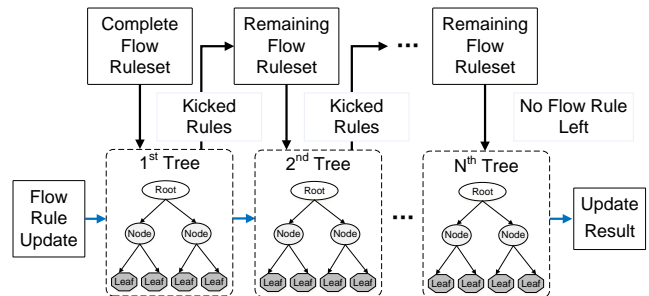 Complete
Flow
Ruleset
Remaining
Flow
Ruleset
...
Remaining
Flow
Ruleset
Kicked
Rules
Kicked
Rules
No Flow Rule
Left
1st Tree
2nd Tree
Nth Tree
Flow
Rule
Update
Root
Node Node
Leaf Leaf Leaf Leaf
Root
Node Node
Leaf Leaf Leaf Leaf
...
Root
Node Node
Leaf Leaf Leaf Leaf
Update
Result